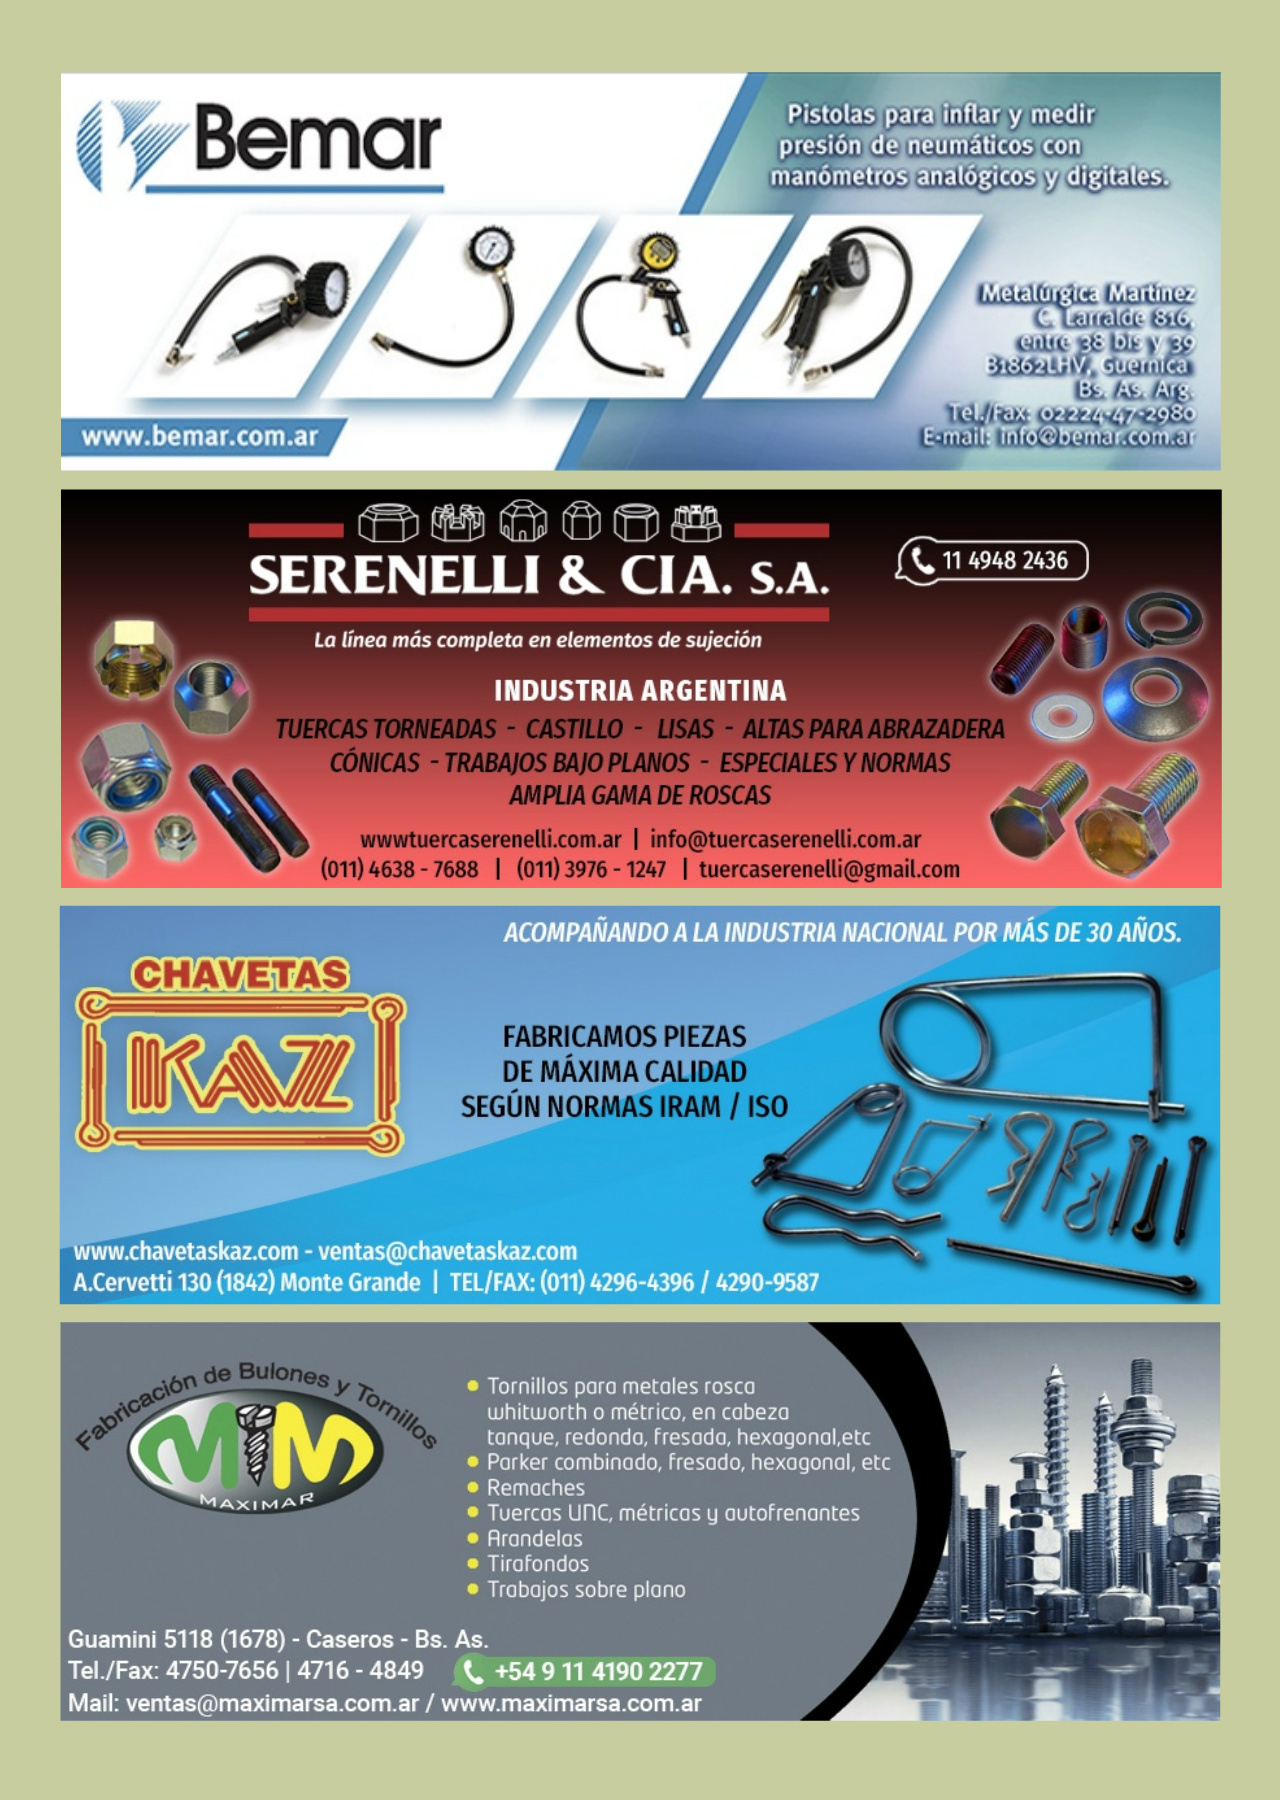 Bemar
Pistolas para inflar y medir
presión de neumáticos con
manómetros analógicos y digitales.
Metalúrgica Martínez
C. Larralde 816,
entre 38 bis y 39
B1862LHV, Guernica
Bs. As. Arg.
Tel./Fax: 02224-47-2980
E-mail: info@bemar.com.ar
www.bemar.com.ar
SERENELLI & CIA. S.A.
11 4948 2436
La línea más completa en elementos de sujeción
INDUSTRIA ARGENTINA
TUERCAS TORNEADAS - CASTILLO - LISAS - ALTAS PARA ABRAZADERA
CÓNICAS - TRABAJOS BAJO PLANOS - ESPECIALES Y NORMAS
AMPLIA GAMA DE ROSCAS
wwwtuercaserenelli.com.ar | info@tuercaserenelli.com.ar
(011) 4638 - 7688 | (011) 3976 - 1247 | tuercaserenelli@gmail.com
ACOMPAÑANDO A LA INDUSTRIA NACIONAL POR MÁS DE 30 AÑOS.
CHAVETAS
KAZ
FABRICAMOS PIEZAS
DE MÁXIMA CALIDAD
SEGÚN NORMAS IRAM / ISO
www.chavetaskaz.com - ventas@chavetaskaz.com
A.Cervetti 130 (1842) Monte Grande | TEL/FAX: (011) 4296-4396 / 4290-9587
Fabricación de Bulones y Tornillos
MM
MAXIMAR
• Tornillos para metales rosca
whitworth o métrico, en cabeza
tanque, redonda, fresada, hexagonal,etc
• Parker combinado, fresado, hexagonal, etc
• Remaches
• Tuercas UNC, métricas y autofrenantes
• Arandelas
• Tirafondos
• Trabajos sobre plano
Guamini 5118 (1678) - Caseros - Bs. As.
Tel./Fax: 4750-7656 | 4716 - 4849
+54 9 11 4190 2277
Mail: ventas@maximarsa.com.ar / www.maximarsa.com.ar